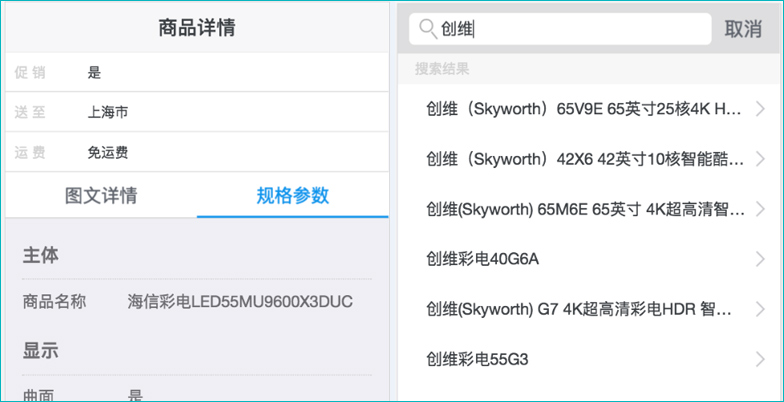 商品详情
促 销 是
送 至 上海市
运 费 免运费
图文详情 规格参数
主体
商品名称 海信彩电LED55MU9600X3DUC
显示
曲面 是
创维 取消
搜索结果
创维（Skyworth）65V9E 65英寸25核4K H...
创维（Skyworth）42X6 42英寸10核智能酷...
创维(Skyworth) 65M6E 65英寸 4K超高清智...
创维彩电40G6A
创维(Skyworth) G7 4K超高清彩电HDR 智...
创维彩电55G3